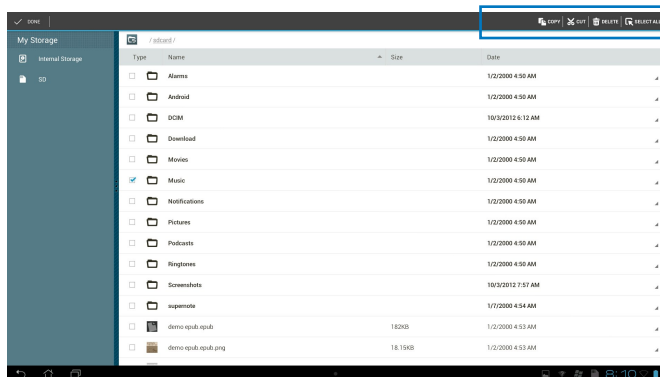 DONE COPY CUT DELETE SELECT ALL
My Storage /sdcard/
Internal Storage Type Name Size Date
SD Alarms 1/2/2000 4:50 AM
Android 1/2/2000 4:50 AM
DCIM 10/3/2012 6:12 AM
Download 1/2/2000 4:50 AM
Movies 1/2/2000 4:50 AM
Music 1/2/2000 4:50 AM
Notifications 1/2/2000 4:50 AM
Pictures 1/2/2000 4:50 AM
Podcasts 1/2/2000 4:50 AM
Ringtones 1/2/2000 4:50 AM
Screenshots 10/3/2012 7:57 AM
supernote 1/7/2000 4:54 AM
demo epub.epub 182KB 1/2/2000 4:53 AM
demo epub.epub.png 18.15KB 1/2/2000 4:53 AM
8:10